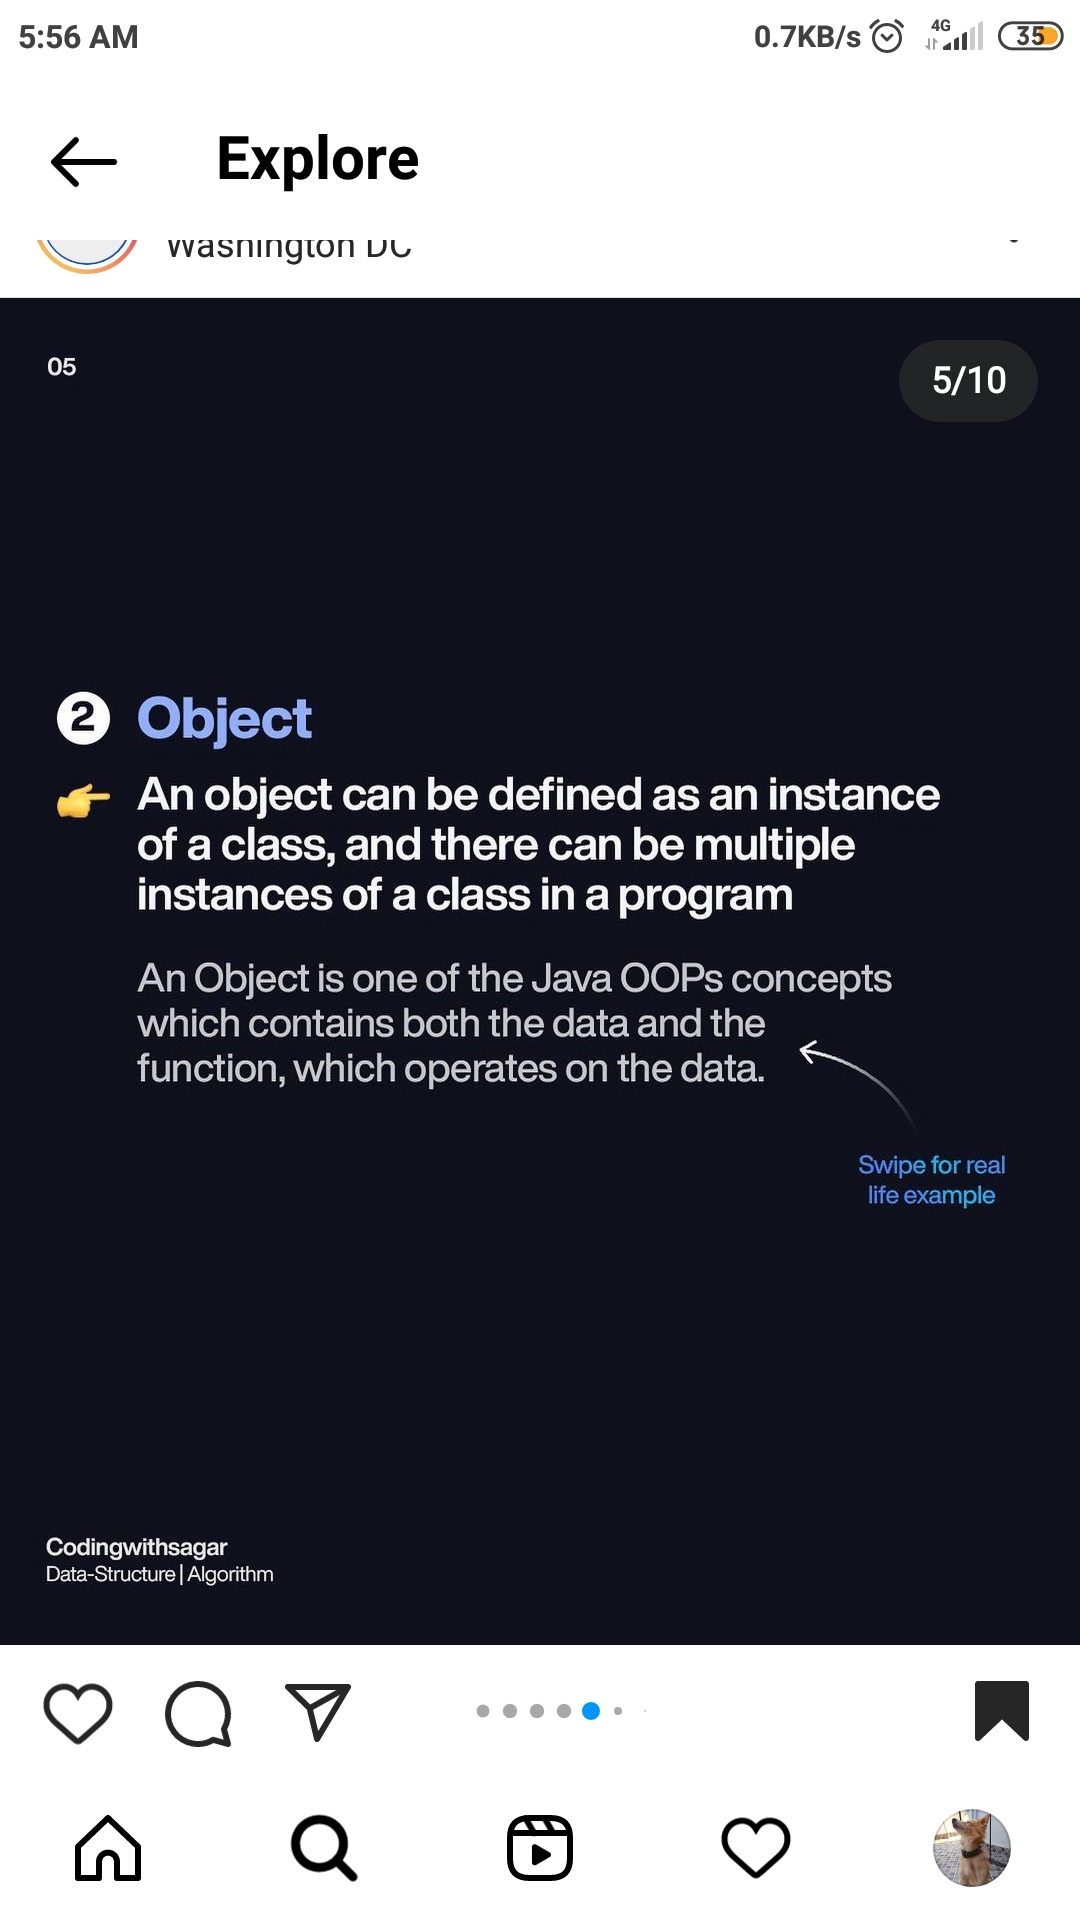 5:56 AM
0.7KB/s
4G
35
Explore
Washington DC
05
5/10
2
Object
An object can be defined as an instance
of a class, and there can be multiple
instances of a class in a program
An Object is one of the Java OOPs concepts
which contains both the data and the
function, which operates on the data.
Swipe for real
life example
Codingwithsagar
Data-Structure | Algorithm